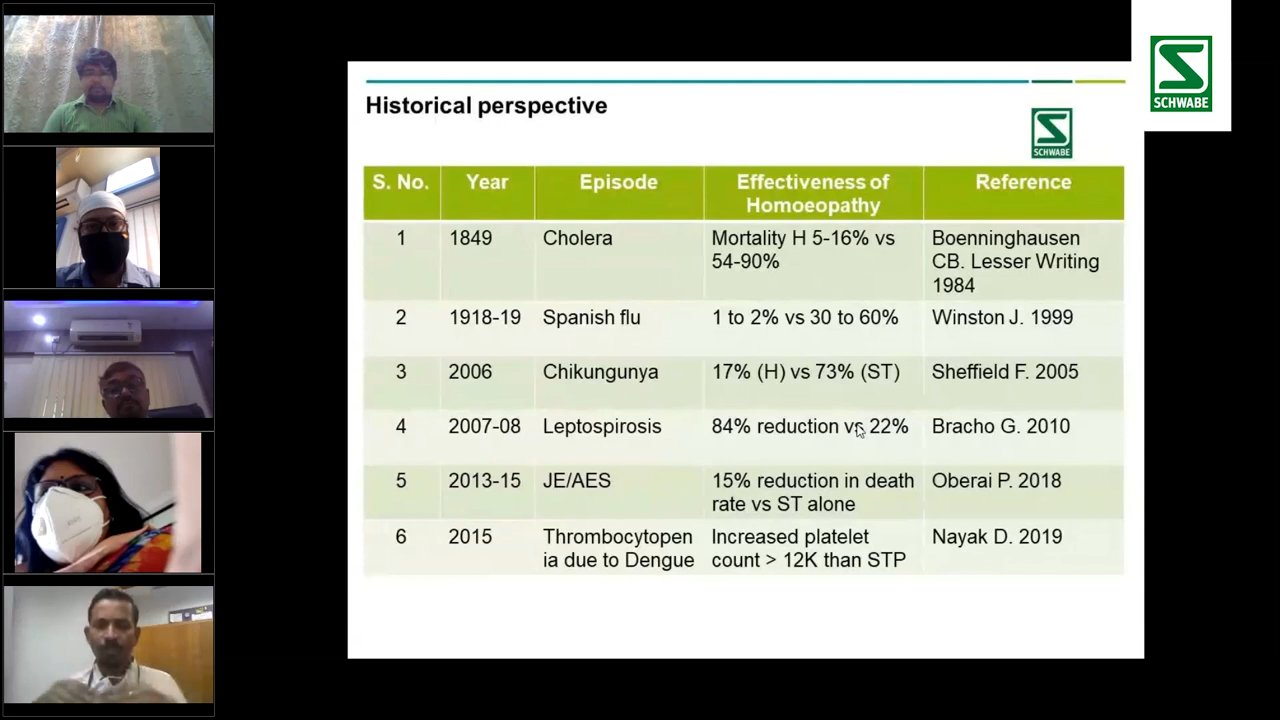 SCHWABE
Historical perspective
SCHWABE
S. No. Year Episode Effectiveness of Homoeopathy Reference
1 1849 Cholera Mortality H 5-16% vs 54-90% Boenninghausen CB. Lesser Writing 1984
2 1918-19 Spanish flu 1 to 2% vs 30 to 60% Winston J. 1999
3 2006 Chikungunya 17% (H) vs 73% (ST) Sheffield F. 2005
4 2007-08 Leptospirosis 84% reduction vs 22% Bracho G. 2010
5 2013-15 JE/AES 15% reduction in death rate vs ST alone Oberai P. 2018
6 2015 Thrombocytopen ia due to Dengue Increased platelet count > 12K than STP Nayak D. 2019